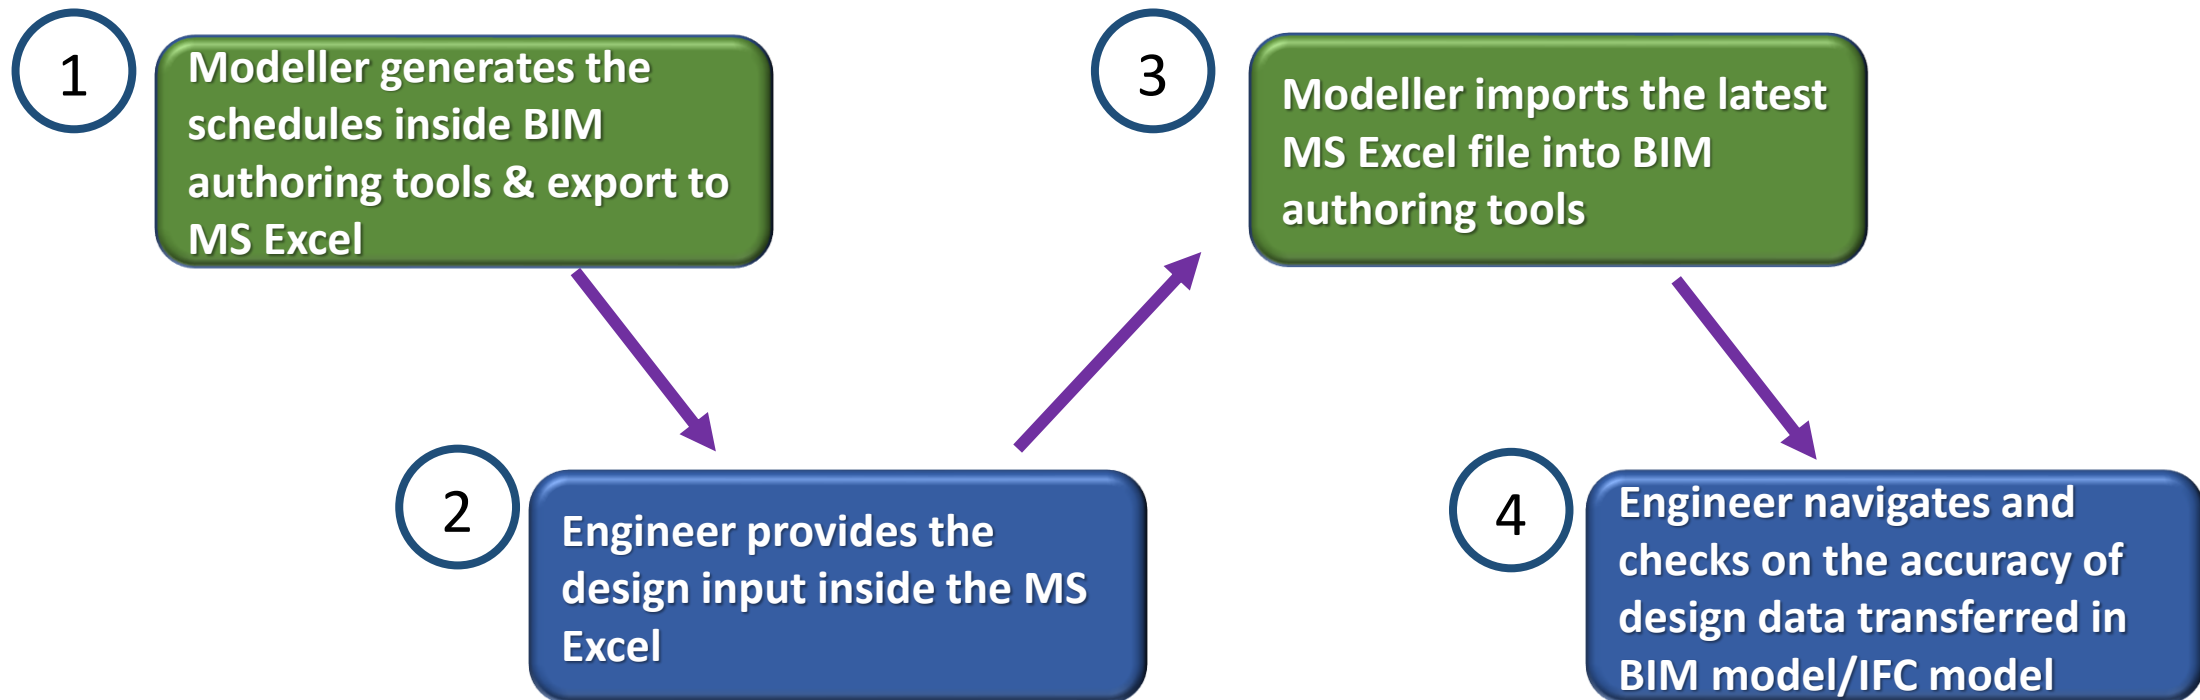 1
Modeller generates the
schedules inside BIM
authoring tools & export to
MS Excel
2
Engineer provides the
design input inside the MS
Excel
3
Modeller imports the latest
MS Excel file into BIM
authoring tools
4
Engineer navigates and
checks on the accuracy of
design data transferred in
BIM model/IFC model